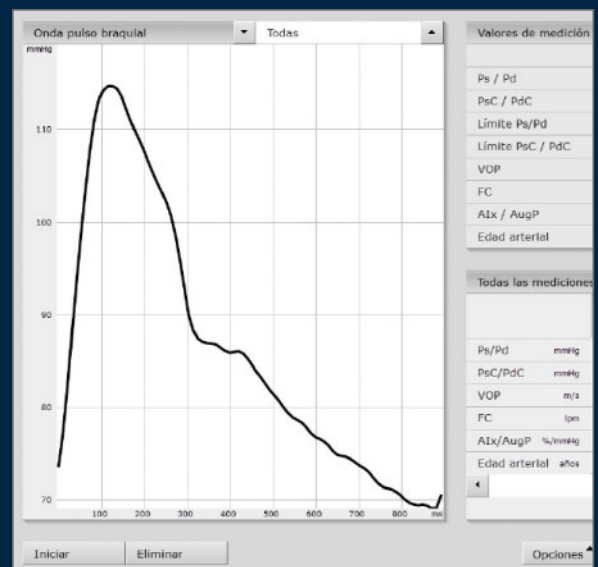 Onda pulso braquial
Todas
mmHg
110
100
90
80
70
100 200 300 400 500 600 700 800 ms
Iniciar
Eliminar
Valores de medición
Ps / Pd
PsC / PdC
Límite Ps/Pd
Límite PsC / PdC
VOP
FC
AIx / AugP
Edad arterial
Todas las mediciones
Ps/Pd mmHg
PsC/PdC mmHg
VOP m/s
FC lpm
AIx/AugP %/mmHg
Edad arterial años
Opciones